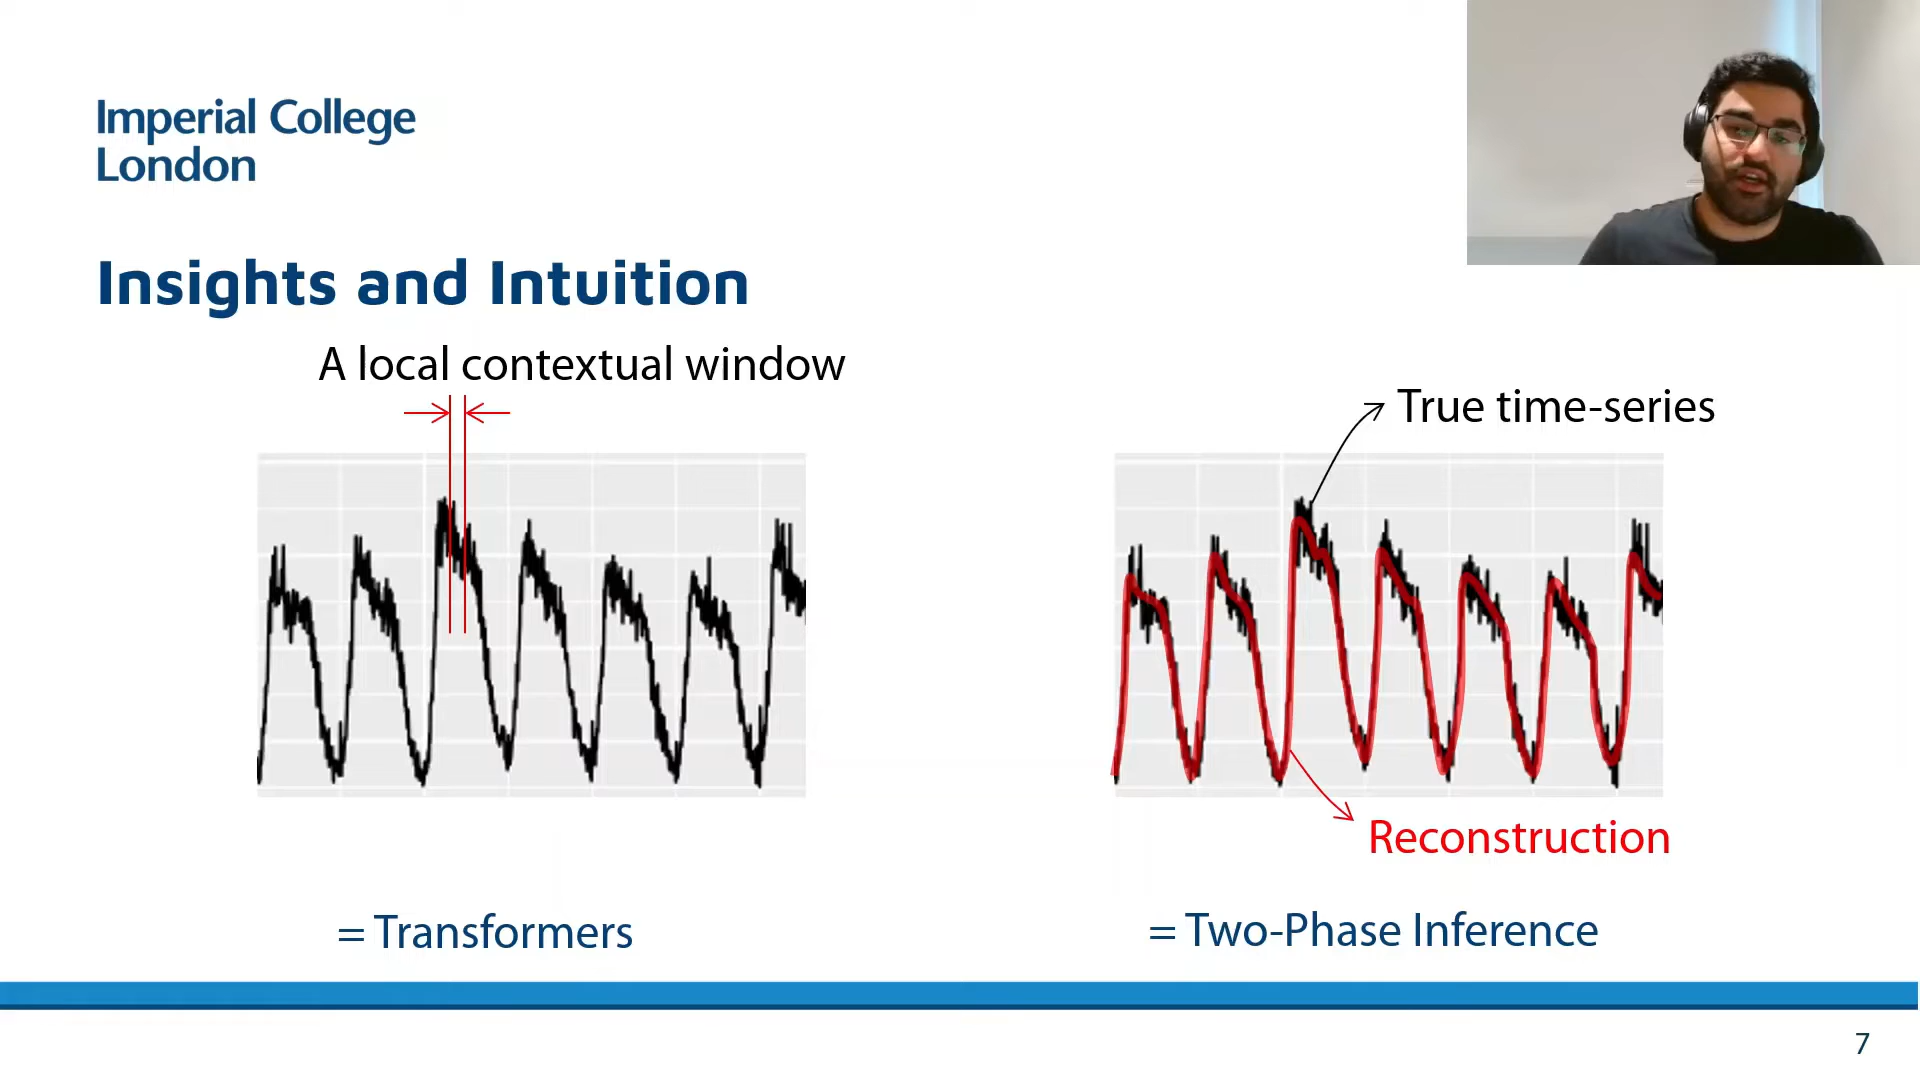 Imperial College
London
Insights and Intuition
A local contextual window
True time-series
Reconstruction
= Transformers
= Two-Phase Inference
7